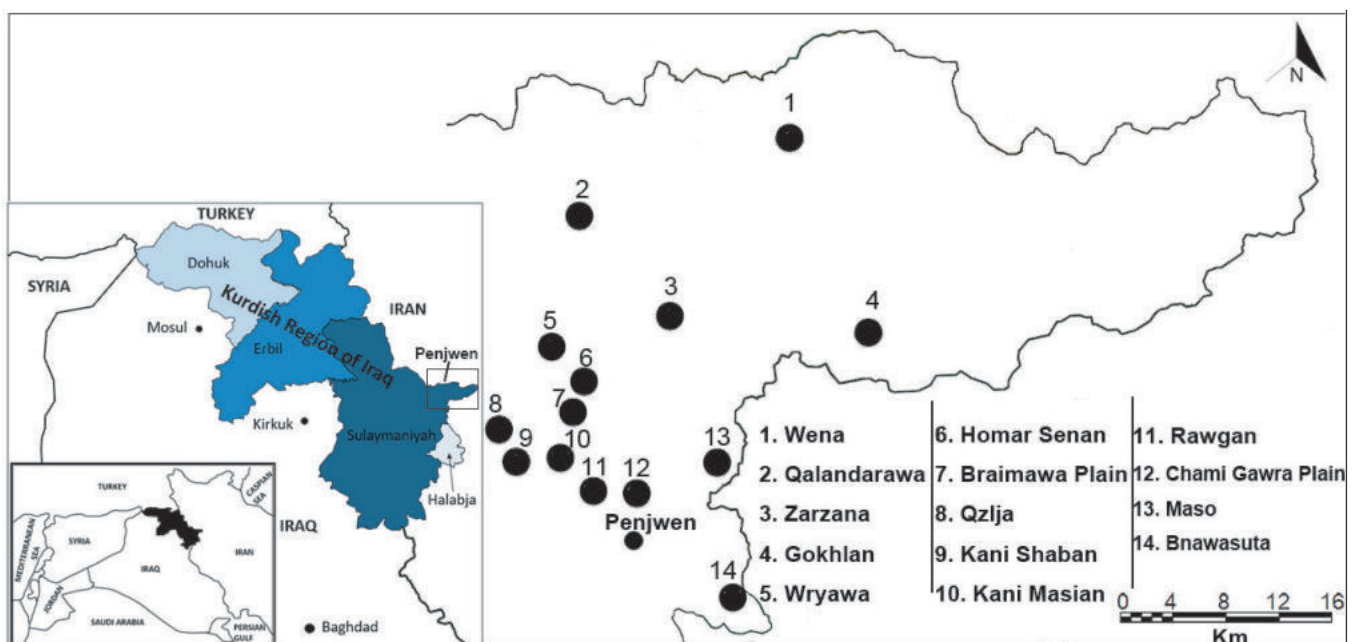 N
1
2
3
4
5
6
7
8
9
10
11
12
13
14
Penjwen
TURKEY
SYRIA
Dohuk
IRAN
Mosul
Kurdish Region of Iraq
Erbil
Penjwen
Kirkuk
Sulaymaniyah
Halabja
IRAQ
TURKEY
CASPIAN SEA
MEDITERRANEAN SEA
SYRIA
IRAN
IRAQ
JORDAN
SAUDI ARABIA
PERSIAN GULF
Baghdad
1. Wena
2. Qalandarawa
3. Zarzana
4. Gokhlan
5. Wryawa
6. Homar Senan
7. Braimawa Plain
8. Qzlja
9. Kani Shaban
10. Kani Masian
11. Rawgan
12. Chami Gawra Plain
13. Maso
14. Bnawasuta
0 4 8 12 16
Km